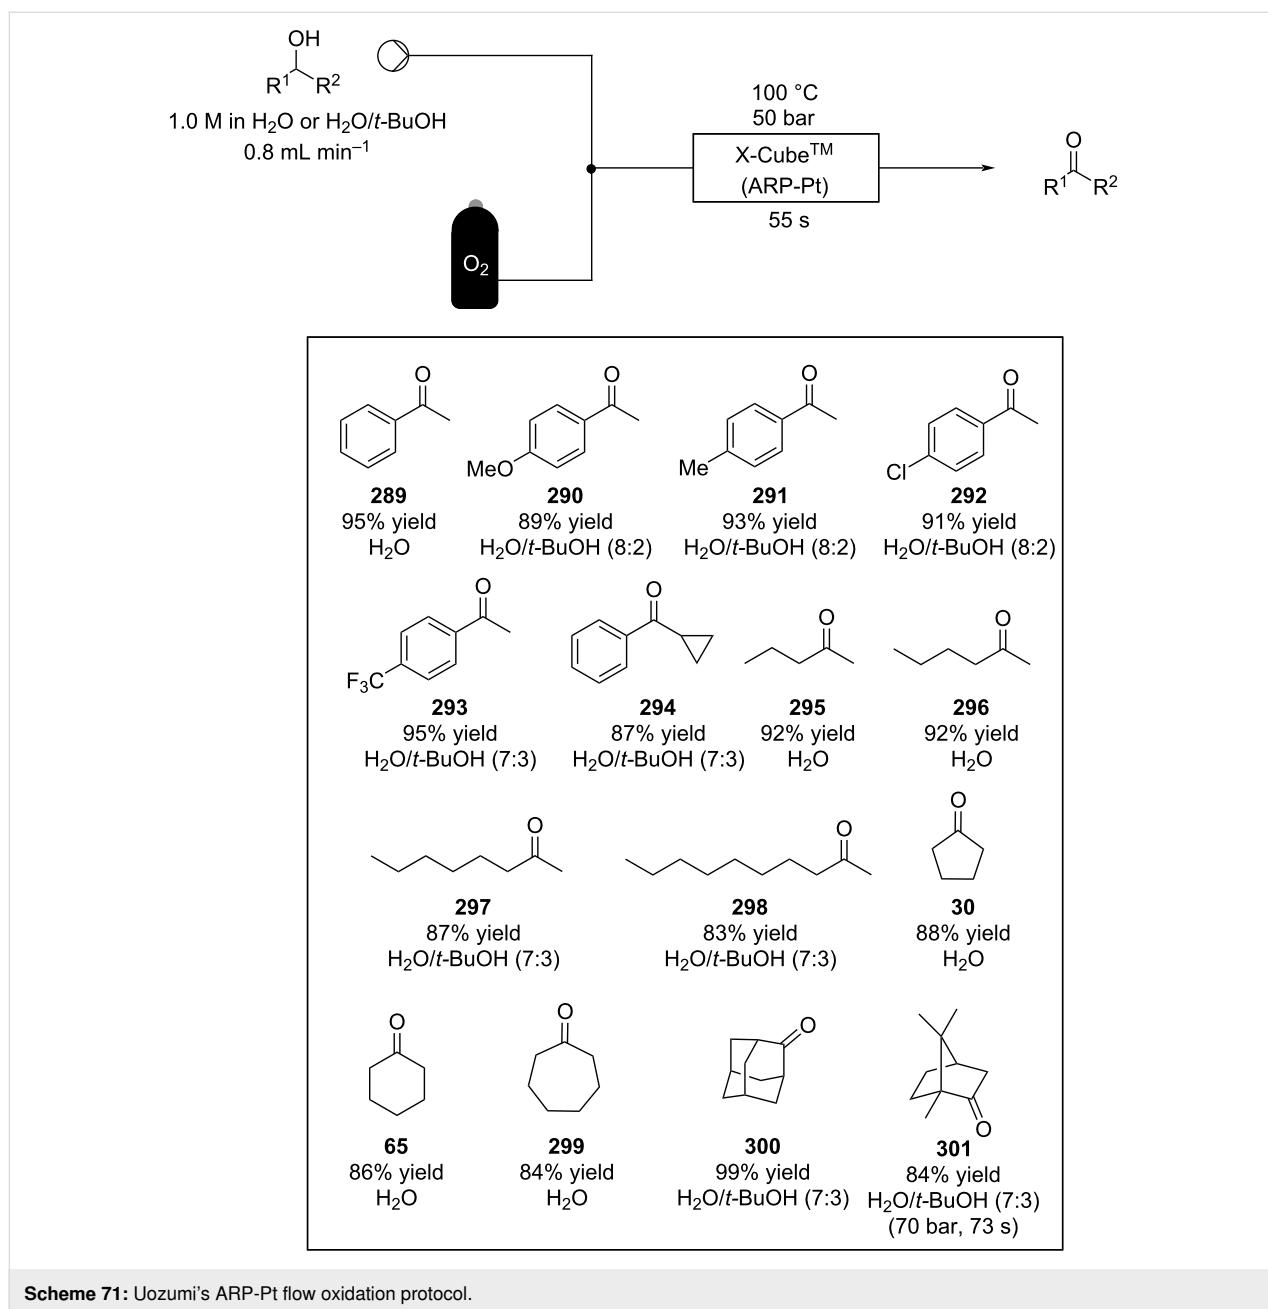 OH
R¹ R²
1.0 M in H₂O or H₂O/t-BuOH
0.8 mL min⁻¹
O₂
100 °C
50 bar
X-Cube™
(ARP-Pt)
55 s
O
R¹ R²
O O O O
MeO Me Cl
289 290 291 292
95% yield 89% yield 93% yield 91% yield
H₂O H₂O/t-BuOH (8:2) H₂O/t-BuOH (8:2) H₂O/t-BuOH (8:2)
O O O O
F₃C
293 294 295 296
95% yield 87% yield 92% yield 92% yield
H₂O/t-BuOH (7:3) H₂O/t-BuOH (7:3) H₂O H₂O
O O O
297 298 30
87% yield 83% yield 88% yield
H₂O/t-BuOH (7:3) H₂O/t-BuOH (7:3) H₂O
O O O O
65 299 300 301
86% yield 84% yield 99% yield 84% yield
H₂O H₂O H₂O/t-BuOH (7:3) H₂O/t-BuOH (7:3)
(70 bar, 73 s)
Scheme 71: Uozumi's ARP-Pt flow oxidation protocol.